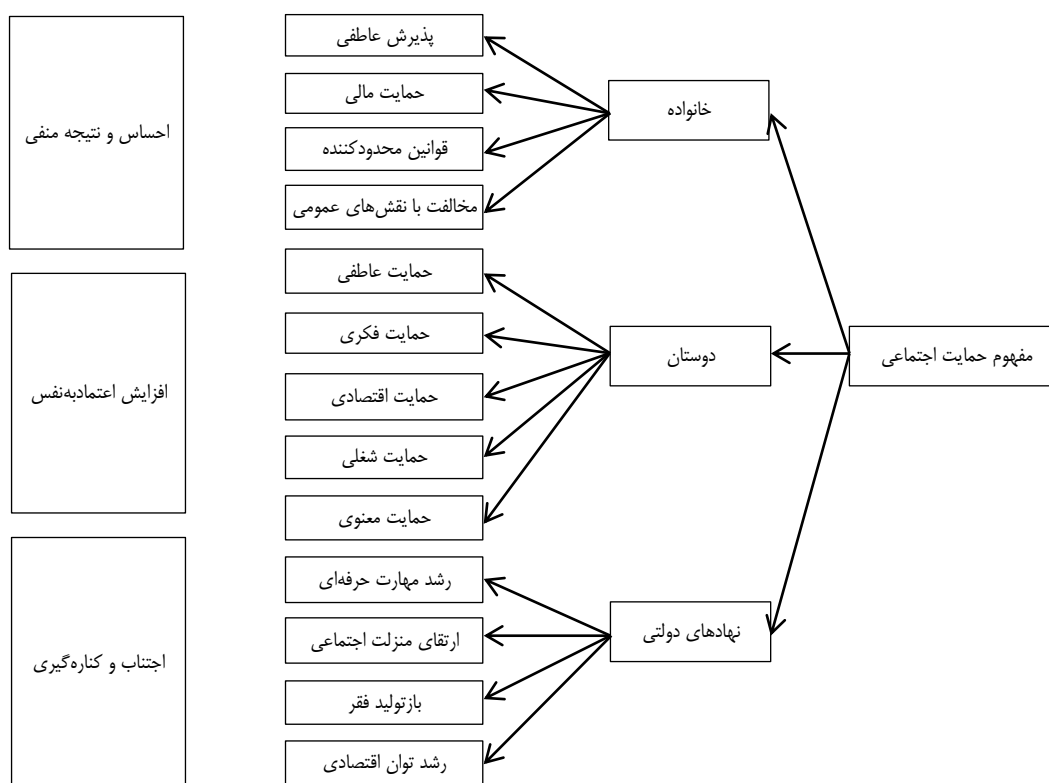 مفهوم حمایت اجتماعی
خانواده
پذیرش عاطفی
حمایت مالی
قوانین محدودکننده
مخالفت با نقش‌های عمومی
احساس و نتیجه منفی
دوستان
حمایت عاطفی
حمایت فکری
حمایت اقتصادی
حمایت شغلی
حمایت معنوی
افزایش اعتمادبه‌نفس
نهادهای دولتی
رشد مهارت حرفه‌ای
ارتقای منزلت اجتماعی
بازتولید فقر
رشد توان اقتصادی
اجتناب و کناره‌گیری